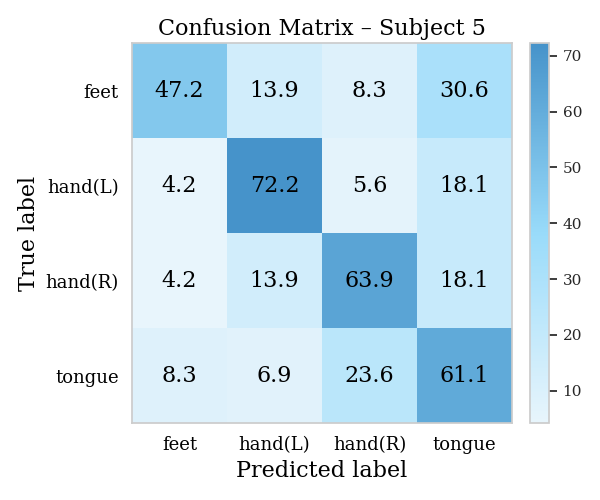 Confusion Matrix – Subject 5
feet 47.2 13.9 8.3 30.6
hand(L) 4.2 72.2 5.6 18.1
hand(R) 4.2 13.9 63.9 18.1
tongue 8.3 6.9 23.6 61.1
feet hand(L) hand(R) tongue
Predicted label
True label
70
60
50
40
30
20
10